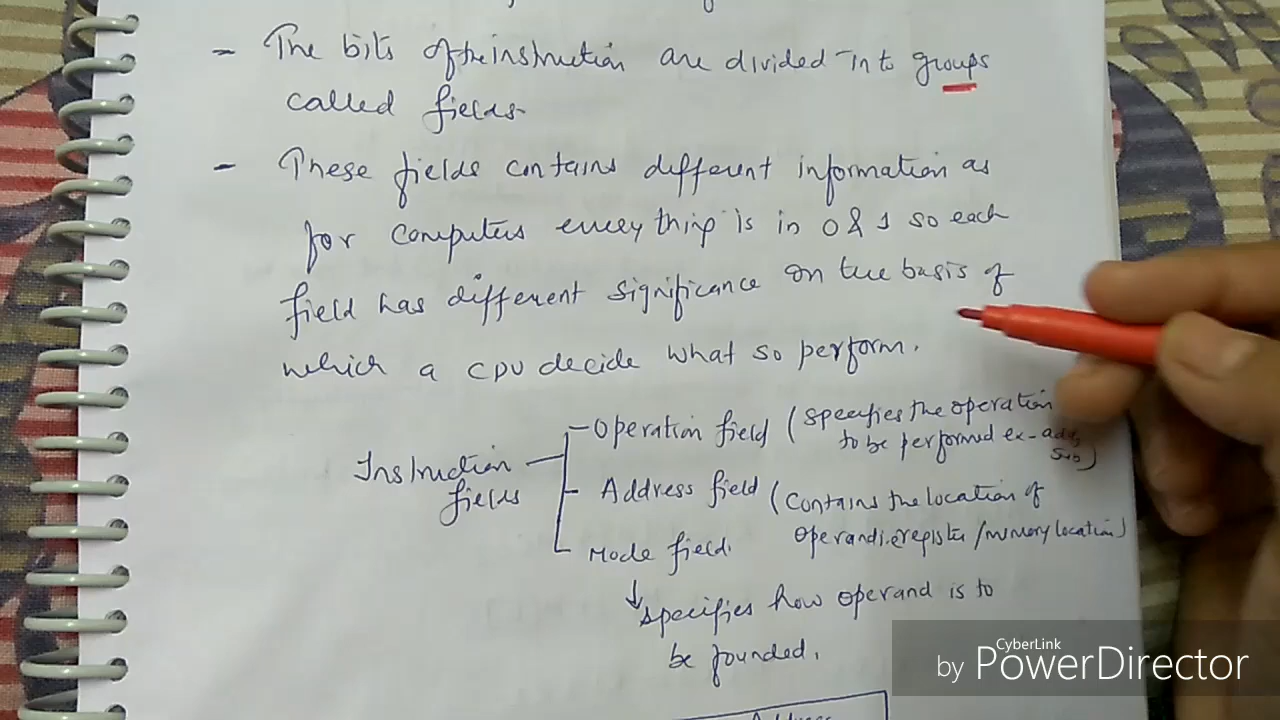 - The bits of the instruction are divided into groups
called fields.
- These fields contains different information as
for computers everything is in 0 & 1 so each
field has different significance on the basis of
which a CPU decide what so perform.
Instruction fields
- Operation field (specifies the operation
to be performed ex- add,
sub)
- Address field (contains the location of
operand i.e register/memory location)
- Mode field.
↓ specifies how operand is to
be founded.
Address
CyberLink
by PowerDirector